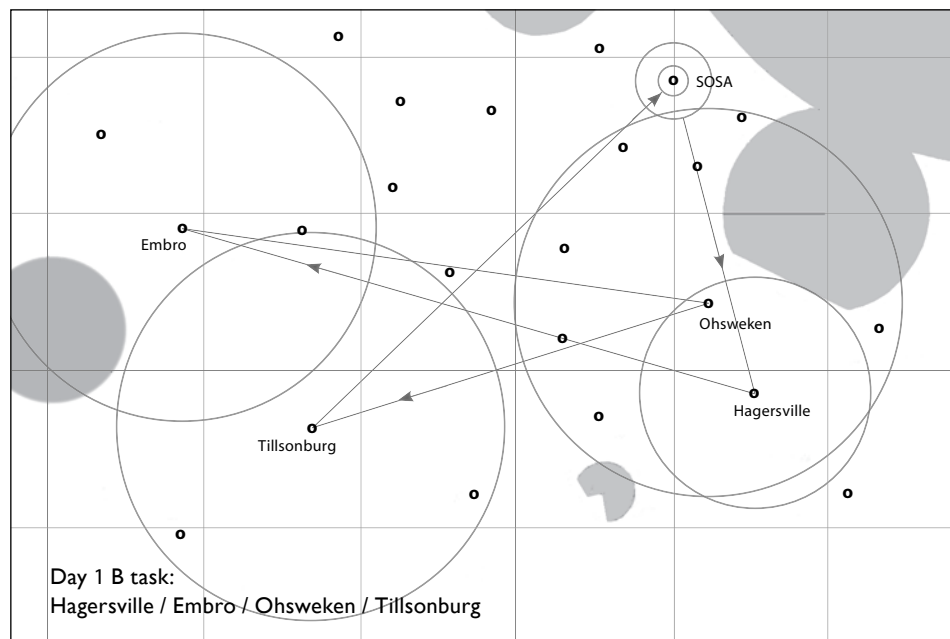 SOSA
Embro
Ohsweken
Hagersville
Tillsonburg
Day 1 B task:
Hagersville / Embro / Ohsweken / Tillsonburg